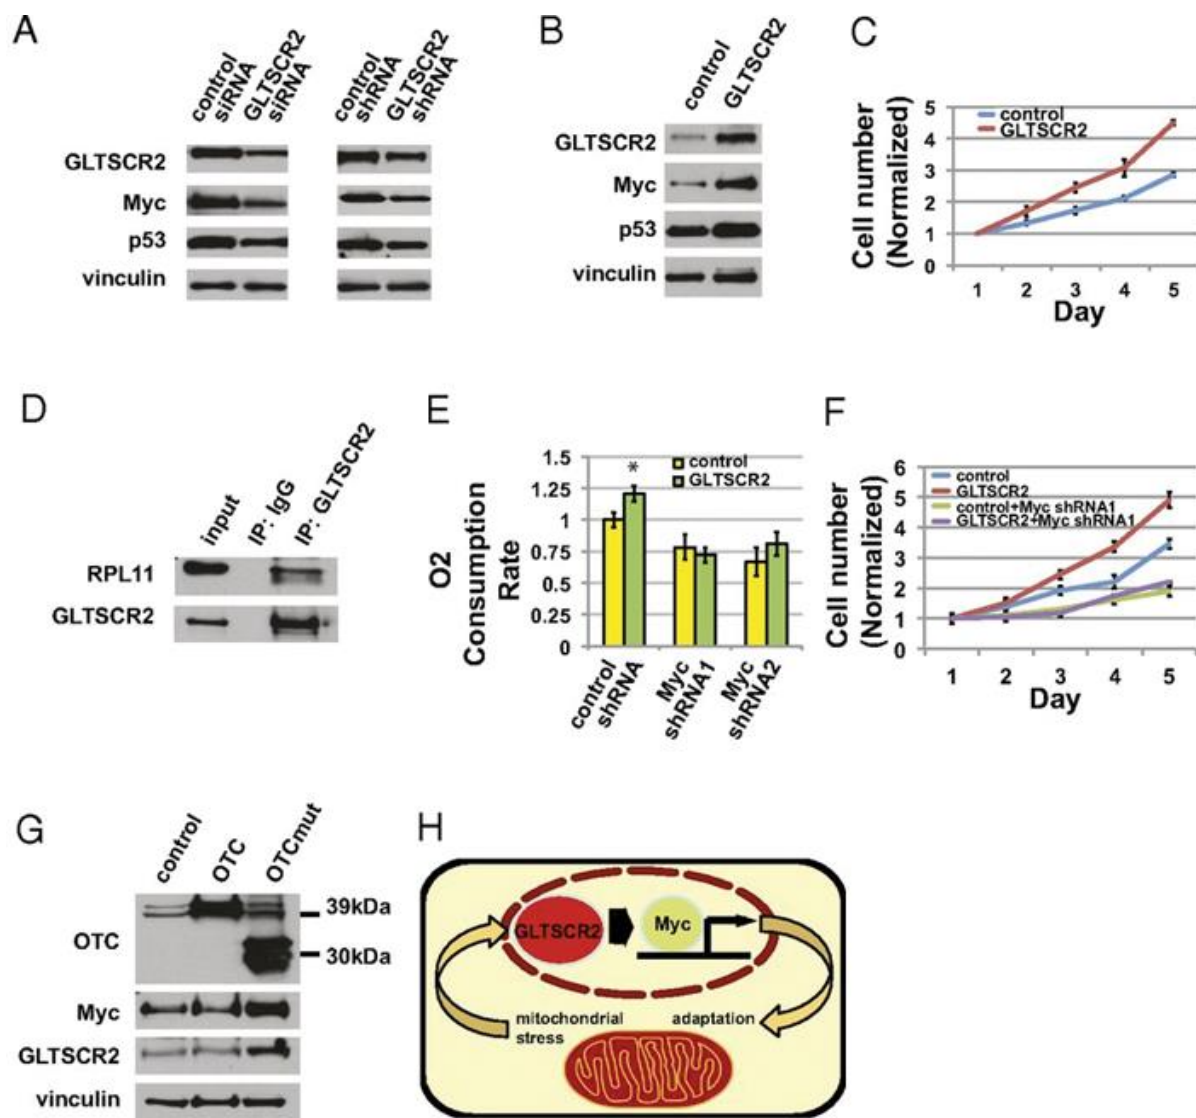 A
control
siRNA
GLTSCR2
siRNA
control
shRNA
GLTSCR2
shRNA
GLTSCR2
Myc
p53
vinculin
B
control
GLTSCR2
GLTSCR2
Myc
p53
vinculin
C
Cell number
(Normalized)
5
4
3
2
1
0
control
GLTSCR2
1 2 3 4 5
Day
D
input
IP: IgG
IP: GLTSCR2
RPL11
GLTSCR2
E
O2
Consumption
Rate
1.5
1.25
1
0.75
0.5
0.25
0
control
GLTSCR2
*
control
shRNA
Myc
shRNA1
Myc
shRNA2
F
Cell number
(Normalized)
6
5
4
3
2
1
0
control
GLTSCR2
control+Myc shRNA1
GLTSCR2+Myc shRNA1
1 2 3 4 5
Day
G
control
OTC
OTCmut
OTC
39kDa
30kDa
Myc
GLTSCR2
vinculin
H
GLTSCR2
Myc
mitochondrial
stress
adaptation